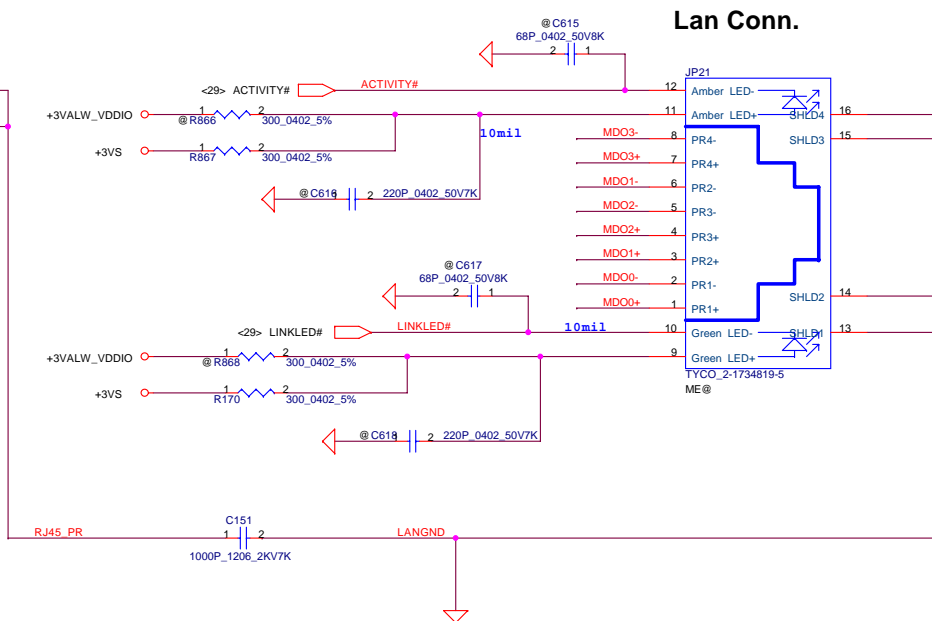 Lan Conn.
@ C615
68P_0402_50V8K
2 1
JP21
<29> ACTIVITY#
ACTIVITY#
12 Amber LED-
+3VALW_VDDIO
1 2
@ R866 300_0402_5%
11 Amber LED+
SHLD4 16
10mil
MDO3- 8 PR4-
SHLD3 15
+3VS
1 2
R867 300_0402_5%
MDO3+ 7 PR4+
MDO1- 6 PR2-
@ C616 1 2 220P_0402_50V7K
MDO2- 5 PR3-
MDO2+ 4 PR3+
MDO1+ 3 PR2+
@ C617
68P_0402_50V8K
2 1
MDO0- 2 PR1-
SHLD2 14
MDO0+ 1 PR1+
<29> LINKLED#
LINKLED#
10mil
10 Green LED-
SHLD1 13
+3VALW_VDDIO
1 2
@ R868 300_0402_5%
9 Green LED+
TYCO_2-1734819-5
ME@
+3VS
1 2
R170 300_0402_5%
@ C618 1 2 220P_0402_50V7K
C151
RJ45_PR
1 2
LANGND
1000P_1206_2KV7K